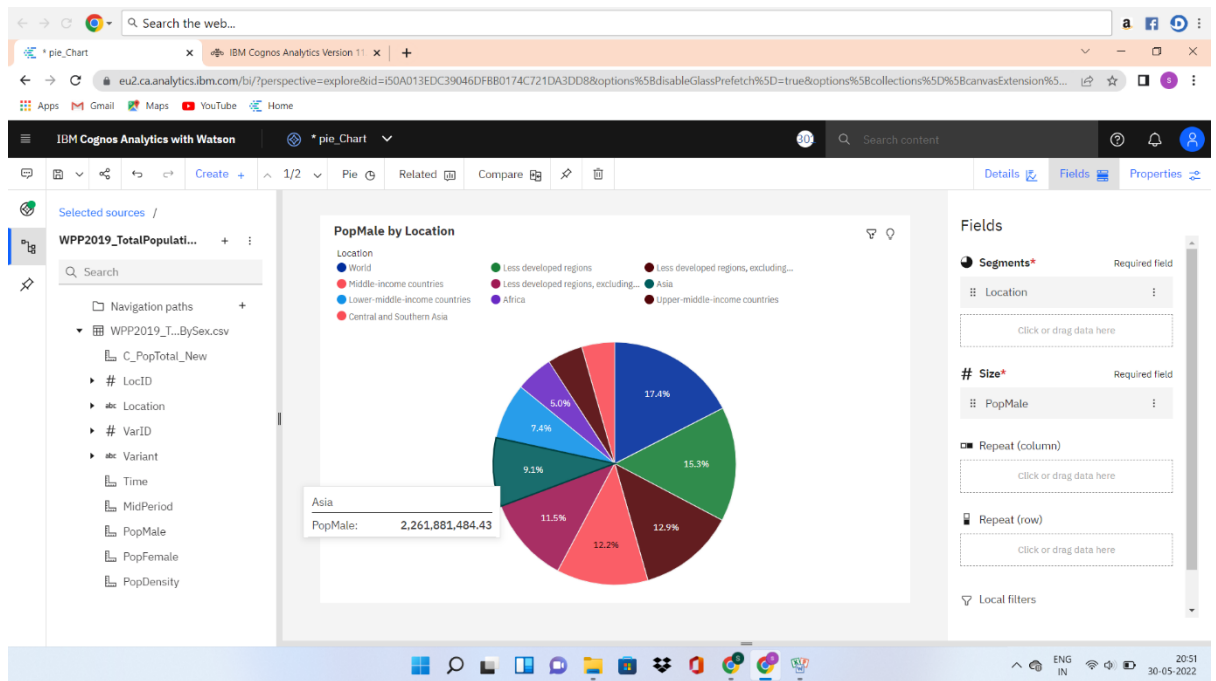 Search the web...
a
* pie_Chart
IBM Cognos Analytics Version 11
eu2.ca.analytics.ibm.com/bi/?perspective=explore&id=i50A013EDC39046DFBB0174C721DA3DD8&options%5BdisableGlassPrefetch%5D=true&options%5Bcollections%5D%5BcanvasExtension%5...
S
Apps M Gmail Maps YouTube Home
IBM Cognos Analytics with Watson
* pie_Chart
301
Search content
Create +
1/2
Pie
Related
Compare
Details
Fields
Properties
Selected sources /
WPP2019_TotalPopulati...
Search
Navigation paths
WPP2019_T...BySex.csv
C_PopTotal_New
# LocID
abc Location
# VarID
abc Variant
Time
MidPeriod
PopMale
PopFemale
PopDensity
PopMale by Location
Location
World
Less developed regions
Less developed regions, excluding...
Middle-income countries
Less developed regions, excluding...
Asia
Lower-middle-income countries
Africa
Upper-middle-income countries
Central and Southern Asia
17.4%
15.3%
12.9%
12.2%
11.5%
9.1%
7.4%
5.0%
Asia
PopMale: 2,261,881,484.43
Fields
Segments* Required field
Location
Click or drag data here
# Size* Required field
PopMale
Repeat (column)
Click or drag data here
Repeat (row)
Click or drag data here
Local filters
ENG
IN
20:51
30-05-2022